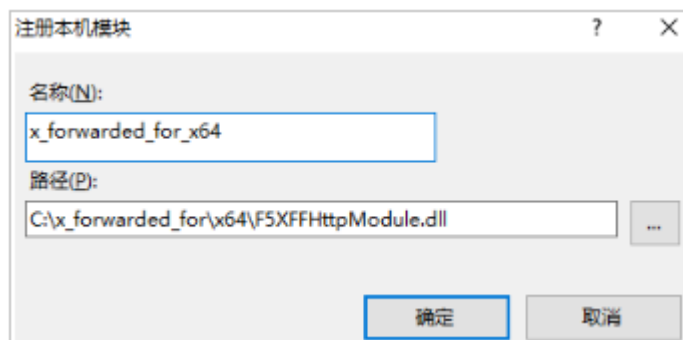 注册本机模块 ? ×
名称(N):
x_forwarded_for_x64
路径(P):
C:\x_forwarded_for\x64\F5XFFHttpModule.dll ...
确定 取消